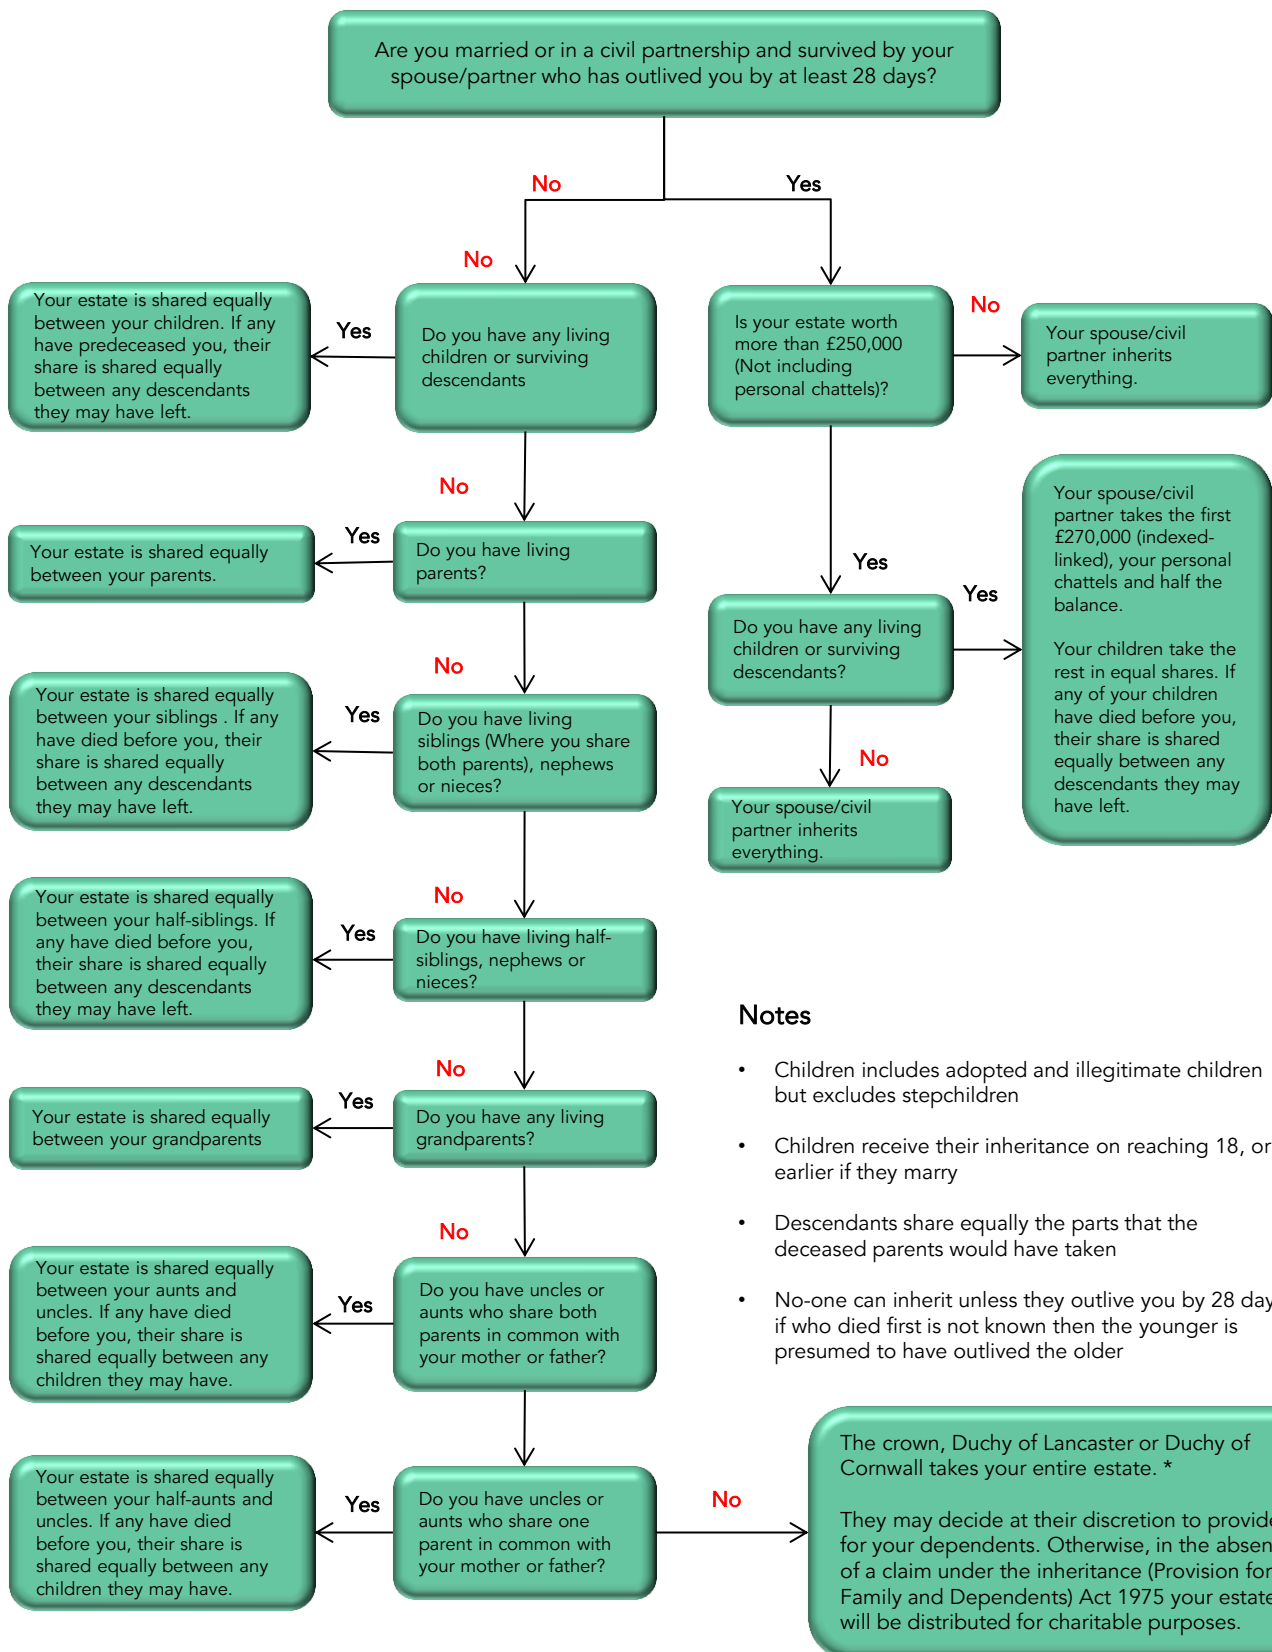 Are you married or in a civil partnership and survived by your
spouse/partner who has outlived you by at least 28 days?
No
Yes
No
Your estate is shared equally
between your children. If any
have predeceased you, their
share is shared equally
between any descendants
they may have left.
Yes
Do you have any living
children or surviving
descendants
Is your estate worth
more than £250,000
(Not including
personal chattels)?
No
Your spouse/civil
partner inherits
everything.
No
Your estate is shared equally
between your parents.
Yes
Do you have living
parents?
Yes
Do you have any living
children or surviving
descendants?
Yes
Your spouse/civil
partner takes the first
£270,000 (indexed-
linked), your personal
chattels and half the
balance.
Your children take the
rest in equal shares. If
any of your children
have died before you,
their share is shared
equally between any
descendants they may
have left.
No
Your spouse/civil
partner inherits
everything.
No
Your estate is shared equally
between your siblings . If any
have died before you, their
share is shared equally
between any descendants
they may have left.
Yes
Do you have living
siblings (Where you share
both parents), nephews
or nieces?
No
Your estate is shared equally
between your half-siblings. If
any have died before you,
their share is shared equally
between any descendants
they may have left.
Yes
Do you have living half-
siblings, nephews or
nieces?
No
Your estate is shared equally
between your grandparents
Yes
Do you have any living
grandparents?
No
Your estate is shared equally
between your aunts and
uncles. If any have died
before you, their share is
shared equally between any
children they may have.
Yes
Do you have uncles or
aunts who share both
parents in common with
your mother or father?
Your estate is shared equally
between your half-aunts and
uncles. If any have died
before you, their share is
shared equally between any
children they may have.
Yes
Do you have uncles or
aunts who share one
parent in common with
your mother or father?
No
Notes
• Children includes adopted and illegitimate children
but excludes stepchildren
• Children receive their inheritance on reaching 18, or
earlier if they marry
• Descendants share equally the parts that the
deceased parents would have taken
• No-one can inherit unless they outlive you by 28 day
if who died first is not known then the younger is
presumed to have outlived the older
The crown, Duchy of Lancaster or Duchy of
Cornwall takes your entire estate. *
They may decide at their discretion to provide
for your dependents. Otherwise, in the absen
of a claim under the inheritance (Provision for
Family and Dependents) Act 1975 your estate
will be distributed for charitable purposes.